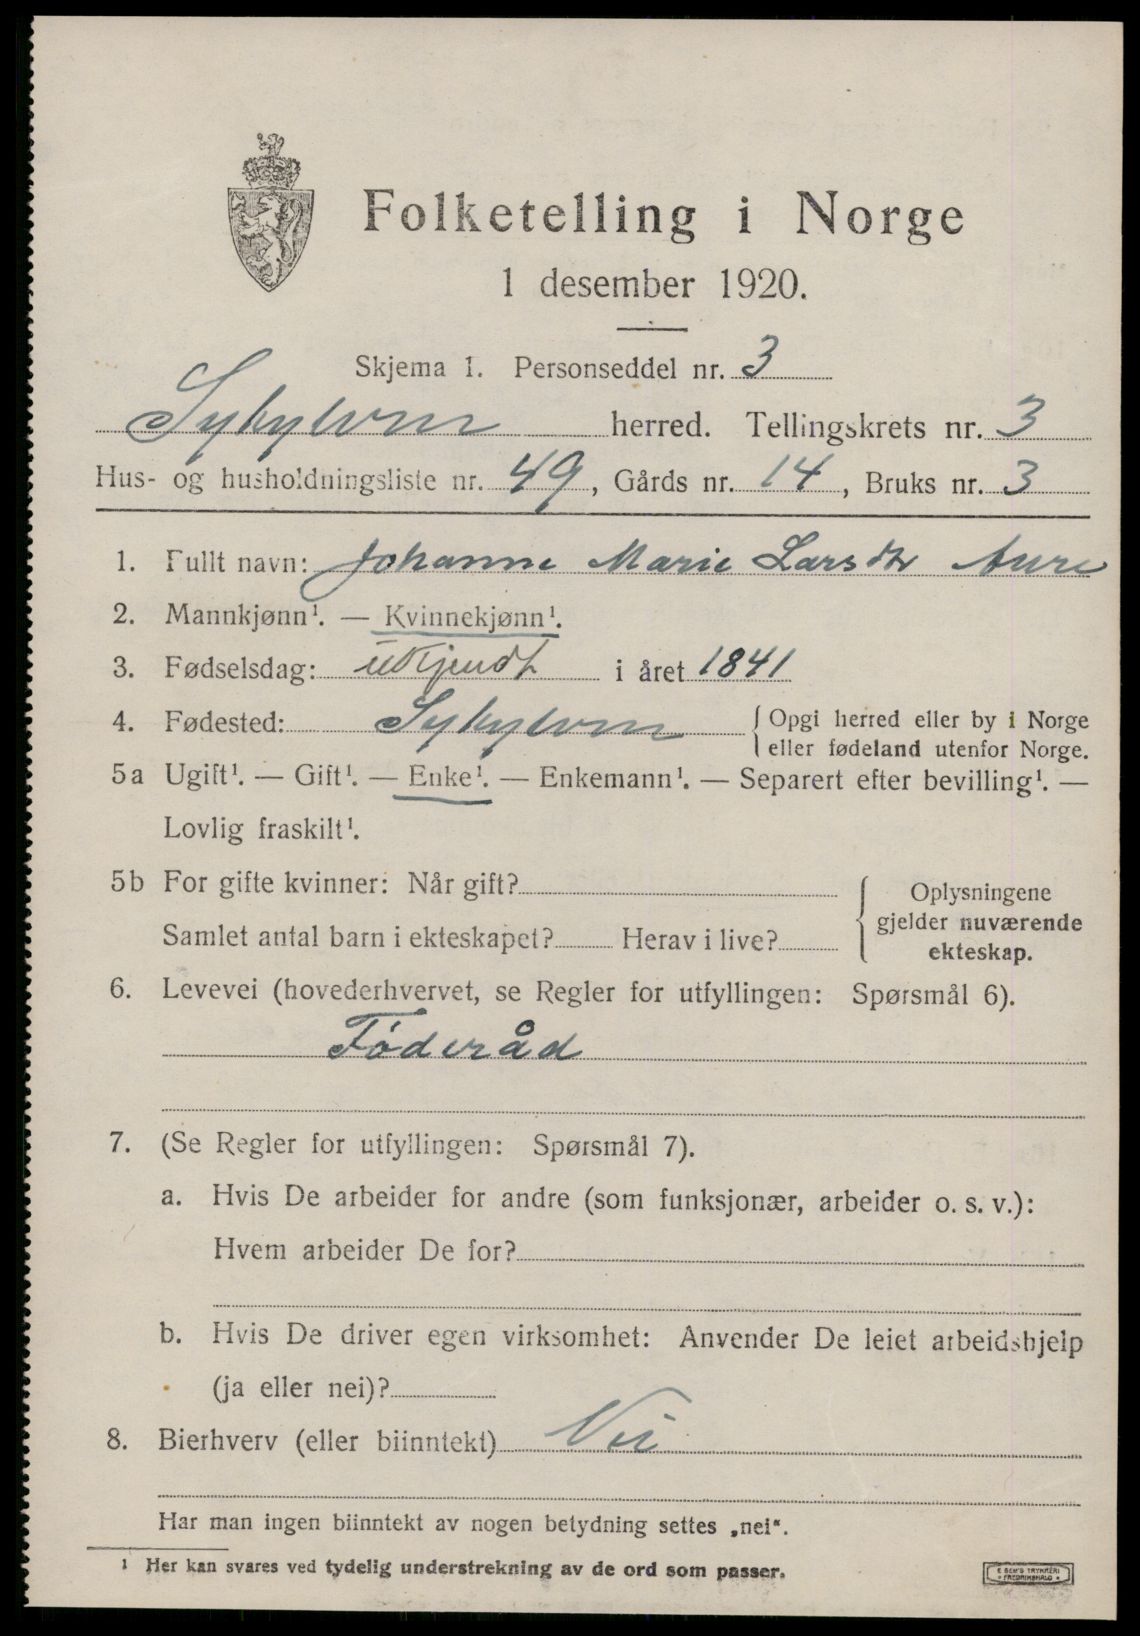 Folketelling i Norge
1 desember 1920.
Skjema 1. Personseddel nr. 3
Sykylven herred. Tellingskrets nr. 3
Hus- og husholdningsliste nr. 49, Gårds nr. 14, Bruks nr. 3
1. Fullt navn: Johanne Marie Larsdtr Aure
2. Mannkjønn¹. — Kvinnekjønn¹.
3. Fødselsdag: ukjendt i året 1841
4. Fødested: Sykylven { Opgi herred eller by i Norge
eller fødeland utenfor Norge.
5a Ugift¹. — Gift¹. — Enke¹. — Enkemann¹. — Separert efter bevilling¹. —
Lovlig fraskilt¹.
5b For gifte kvinner: Når gift?
Samlet antal barn i ekteskapet? Herav i live?
{ Oplysningene
gjelder nuværende
ekteskap.
6. Levevei (hovederhvervet, se Regler for utfyllingen: Spørsmål 6).
Føderåd
7. (Se Regler for utfyllingen: Spørsmål 7).
a. Hvis De arbeider for andre (som funksjonær, arbeider o. s. v.):
Hvem arbeider De for?
b. Hvis De driver egen virksomhet: Anvender De leiet arbeidshjelp
(ja eller nei)?
8. Bierhverv (eller biinntekt) Nei
Har man ingen biinntekt av nogen betydning settes „nei“.
¹ Her kan svares ved tydelig understrekning av de ord som passer.
E SEM'S TRYKKERI
FREDRIKSHALD